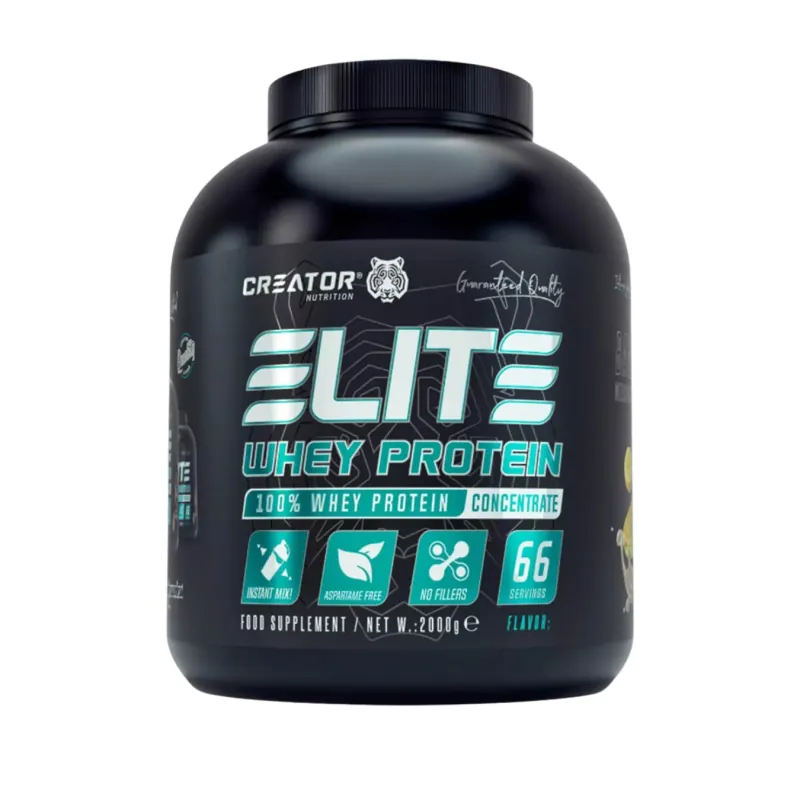 CREATOR®
NUTRITION
Guaranteed Quality
ELITE
WHEY PROTEIN
100% WHEY PROTEIN CONCENTRATE
INSTANT MIX!
ASPARTAME FREE
NO FILLERS
66
SERVINGS
FOOD SUPPLEMENT / NET W.:2000g ℮
FLAVOR: